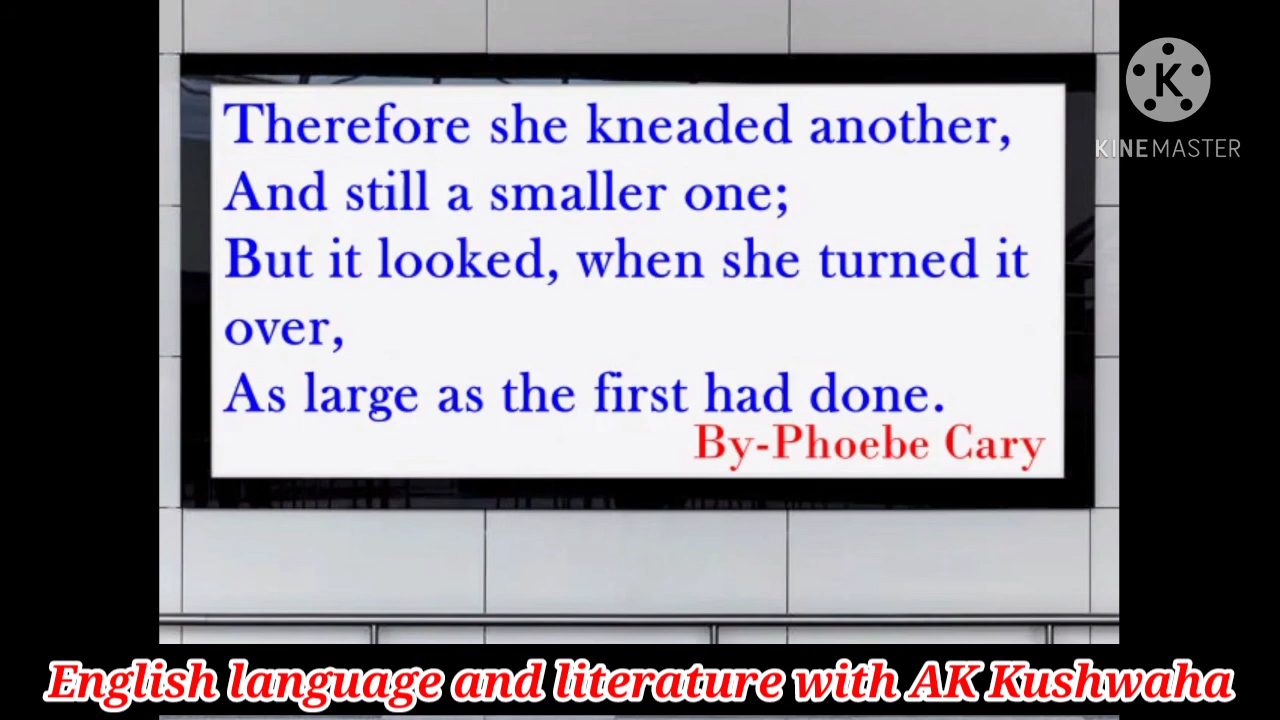 Therefore she kneaded another,
And still a smaller one;
But it looked, when she turned it
over,
As large as the first had done.
By-Phoebe Cary
K
KINEMASTER
English language and literature with AK Kushwaha